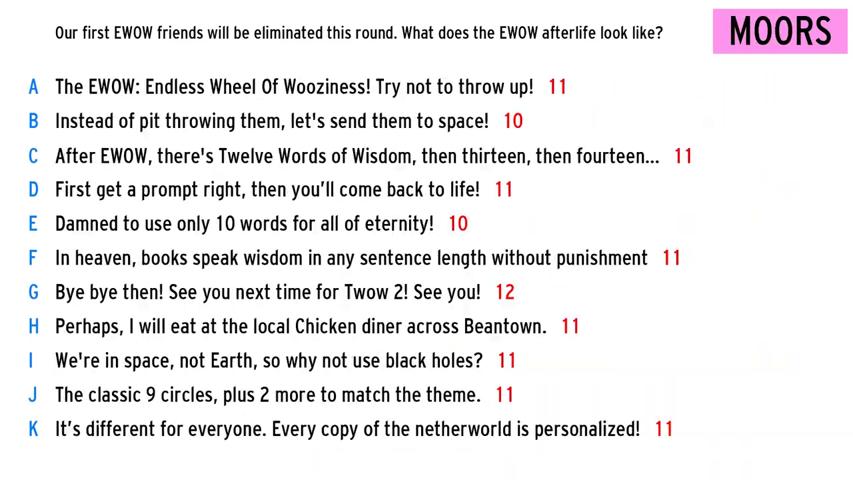 Our first EWOW friends will be eliminated this round. What does the EWOW afterlife look like?
MOORS
A The EWOW: Endless Wheel Of Wooziness! Try not to throw up! 11
B Instead of pit throwing them, let's send them to space! 10
C After EWOW, there's Twelve Words of Wisdom, then thirteen, then fourteen... 11
D First get a prompt right, then you’ll come back to life! 11
E Damned to use only 10 words for all of eternity! 10
F In heaven, books speak wisdom in any sentence length without punishment 11
G Bye bye then! See you next time for Twow 2! See you! 12
H Perhaps, I will eat at the local Chicken diner across Beantown. 11
I We're in space, not Earth, so why not use black holes? 11
J The classic 9 circles, plus 2 more to match the theme. 11
K It’s different for everyone. Every copy of the netherworld is personalized! 11